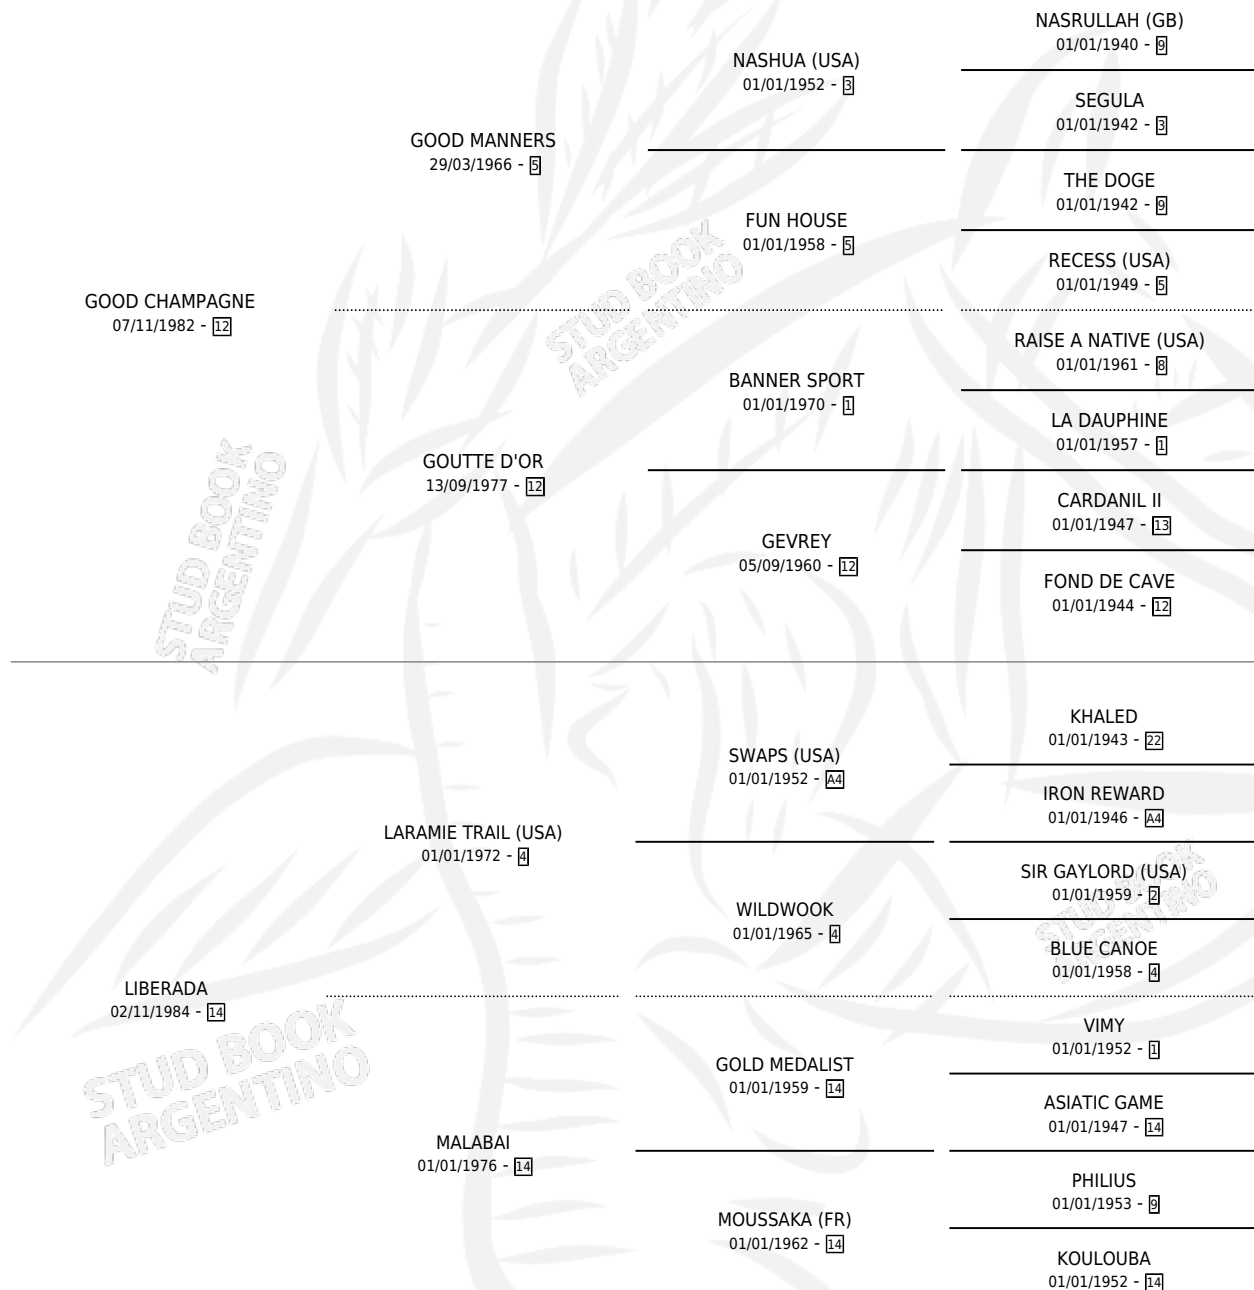 GOOD CHAMPAGNE
07/11/1982 - 12
GOOD MANNERS
29/03/1966 - 5
GOUTTE D'OR
13/09/1977 - 12
NASHUA (USA)
01/01/1952 - 3
FUN HOUSE
01/01/1958 - 5
BANNER SPORT
01/01/1970 - 1
GEVREY
05/09/1960 - 12
NASRULLAH (GB)
01/01/1940 - 9
SEGULA
01/01/1942 - 3
THE DOGE
01/01/1942 - 9
RECESS (USA)
01/01/1949 - 5
RAISE A NATIVE (USA)
01/01/1961 - 8
LA DAUPHINE
01/01/1957 - 1
CARDANIL II
01/01/1947 - 13
FOND DE CAVE
01/01/1944 - 12
STUD BOOK
ARGENTINO
STUD BOOK
ARGENTINO
LIBERADA
02/11/1984 - 14
LARAMIE TRAIL (USA)
01/01/1972 - 4
MALABAI
01/01/1976 - 14
SWAPS (USA)
01/01/1952 - A4
WILDWOOK
01/01/1965 - 4
GOLD MEDALIST
01/01/1959 - 14
MOUSSAKA (FR)
01/01/1962 - 14
KHALED
01/01/1943 - 22
IRON REWARD
01/01/1946 - A4
SIR GAYLORD (USA)
01/01/1959 - 2
BLUE CANOE
01/01/1958 - 4
VIMY
01/01/1952 - 1
ASIATIC GAME
01/01/1947 - 14
PHILIUS
01/01/1953 - 9
KOULOUBA
01/01/1952 - 14
STUD BOOK
ARGENTINO
STUD BOOK
ARGENTINO